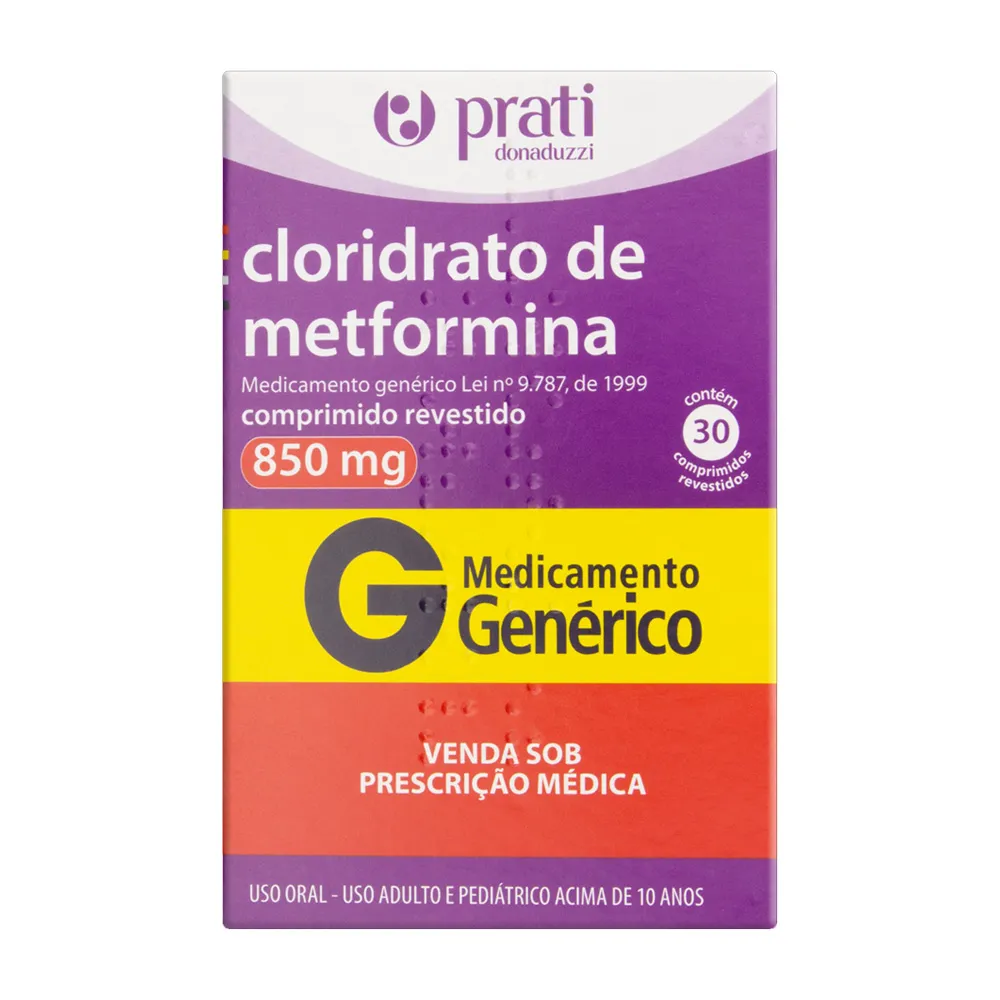 prati
donaduzzi
cloridrato de
metformina
Medicamento genérico Lei nº 9.787, de 1999
comprimido revestido
850 mg
contém
30
comprimidos
revestidos
G Medicamento
Genérico
VENDA SOB
PRESCRIÇÃO MÉDICA
USO ORAL - USO ADULTO E PEDIÁTRICO ACIMA DE 10 ANOS